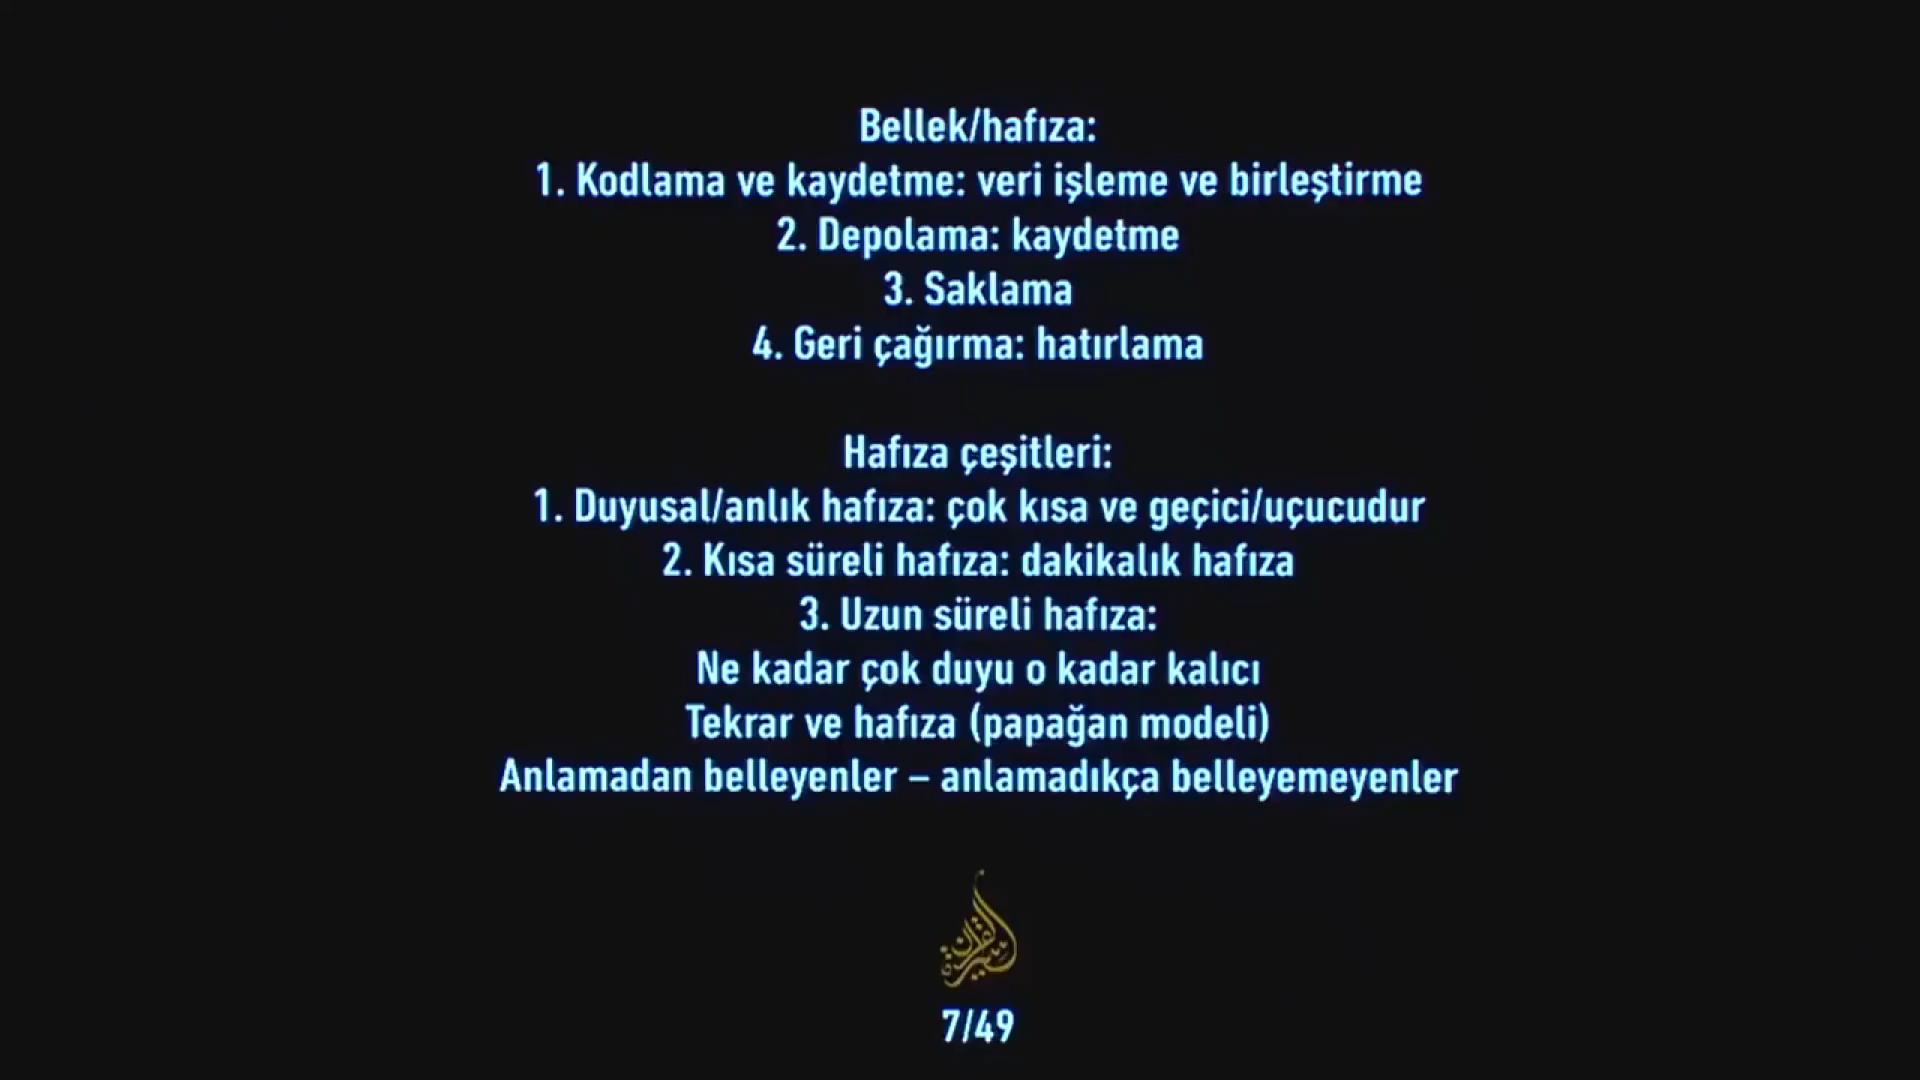 Bellek/hafıza:
1. Kodlama ve kaydetme: veri işleme ve birleştirme
2. Depolama: kaydetme
3. Saklama
4. Geri çağırma: hatırlama
Hafıza çeşitleri:
1. Duyusal/anlık hafıza: çok kısa ve geçici/uçucudur
2. Kısa süreli hafıza: dakikalık hafıza
3. Uzun süreli hafıza:
Ne kadar çok duyu o kadar kalıcı
Tekrar ve hafıza (papağan modeli)
Anlamadan belleyenler – anlamadıkça belleyemeyenler
7/49